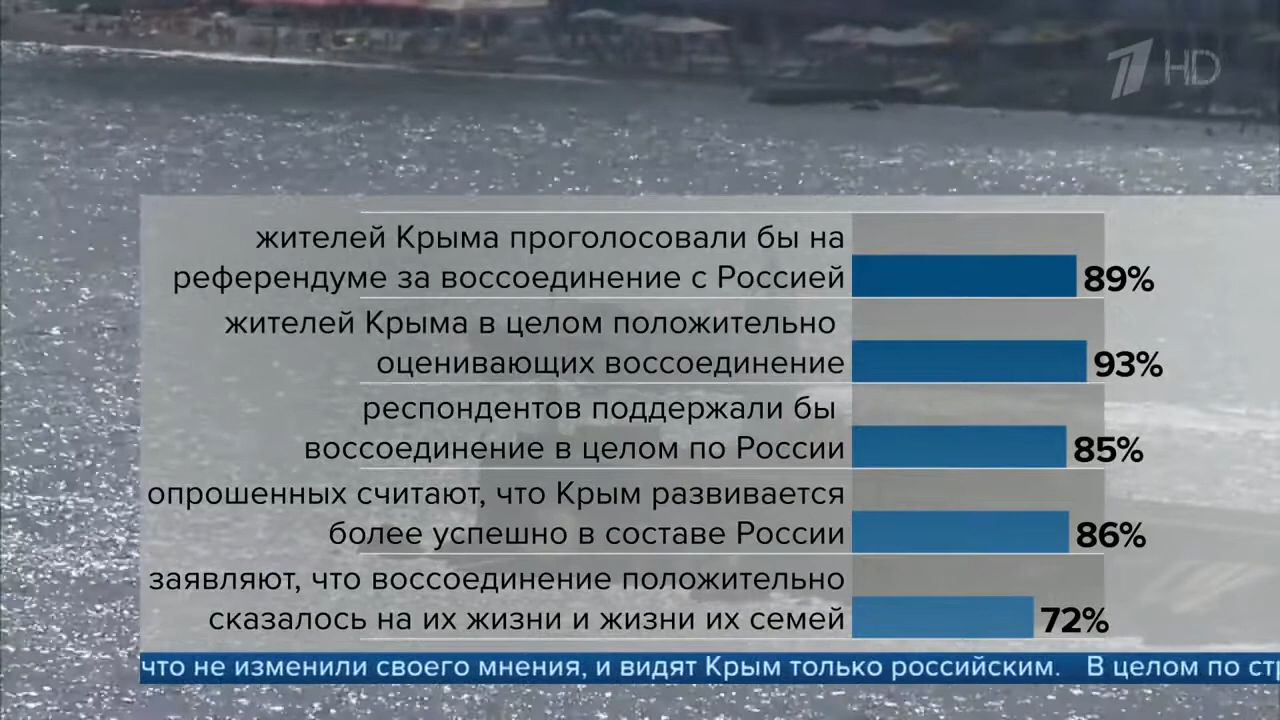 1 HD
жителей Крыма проголосовали бы на
референдуме за воссоединение с Россией
89%
жителей Крыма в целом положительно
оценивающих воссоединение
93%
респондентов поддержали бы
воссоединение в целом по России
85%
опрошенных считают, что Крым развивается
более успешно в составе России
86%
заявляют, что воссоединение положительно
сказалось на их жизни и жизни их семей
72%
что не изменили своего мнения, и видят Крым только российским. В целом по стр